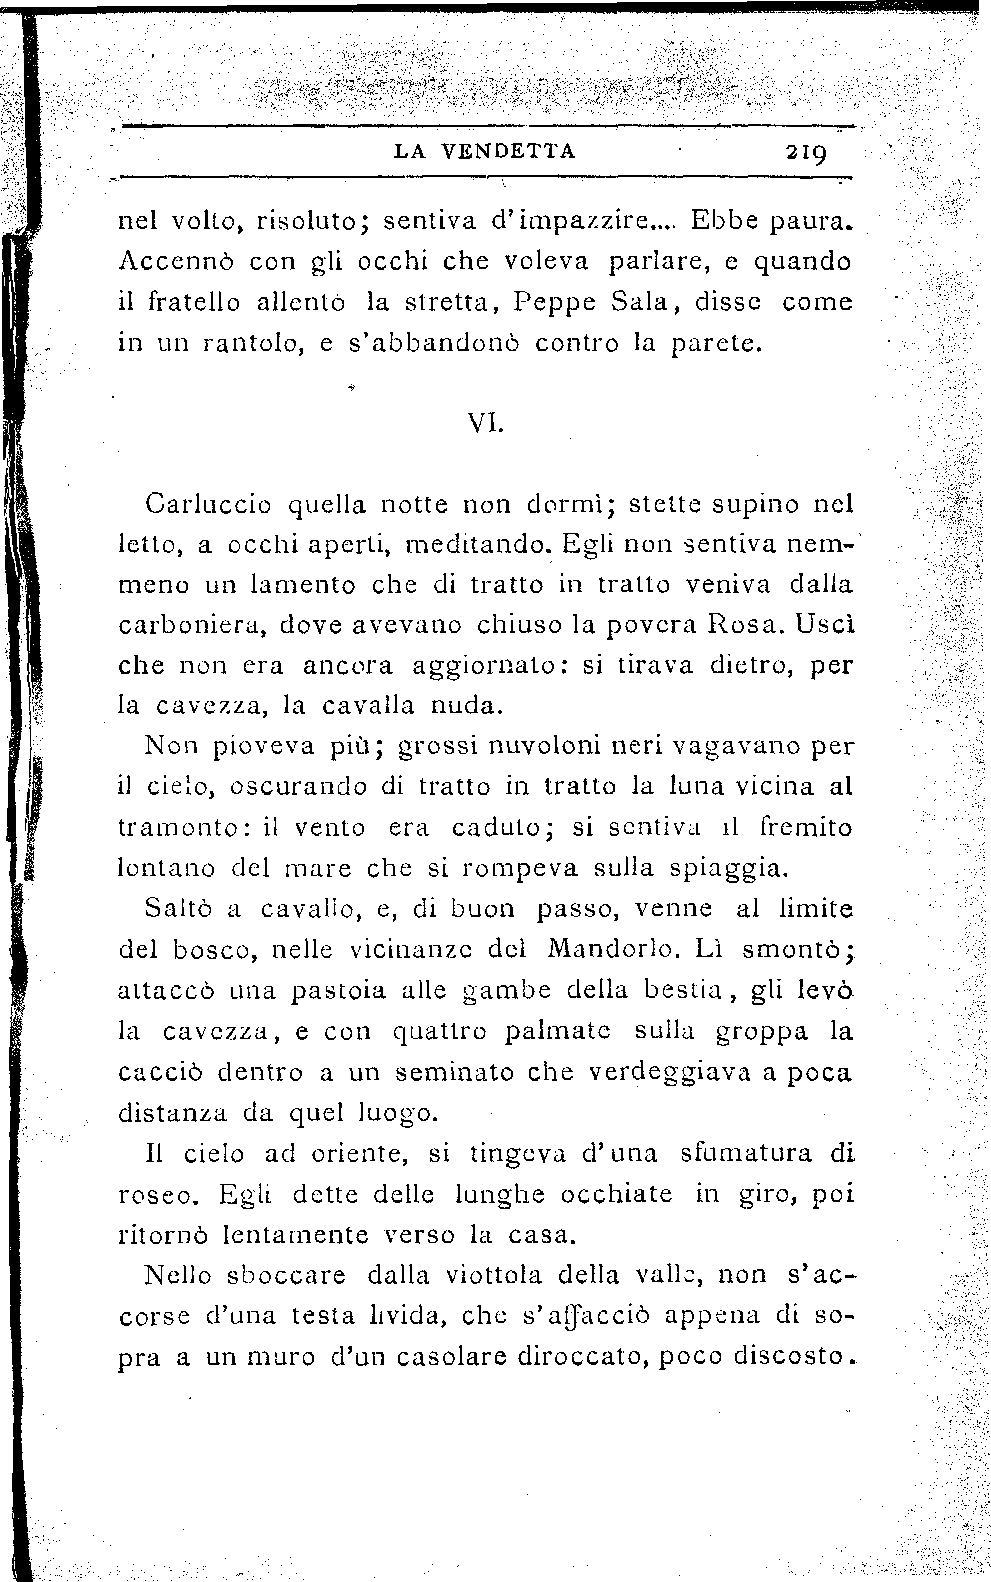 LA VENDETTA 219
nel volto, risoluto; sentiva d'impazzire.... Ebbe paura.
Accennò con gli occhi che voleva parlare, e quando
il fratello allentò la stretta, Peppe Sala, disse come
in un rantolo, e s'abbandonò contro la parete.
VI.
Carluccio quella notte non dormì; stette supino nel
letto, a occhi aperti, meditando. Egli non sentiva nem-
meno un lamento che di tratto in tratto veniva dalla
carboniera, dove avevano chiuso la povera Rosa. Uscì
che non era ancora aggiornato: si tirava dietro, per
la cavezza, la cavalla nuda.
Non pioveva più; grossi nuvoloni neri vagavano per
il cielo, oscurando di tratto in tratto la luna vicina al
tramonto: il vento era caduto; si sentiva il fremito
lontano del mare che si rompeva sulla spiaggia.
Saltò a cavallo, e, di buon passo, venne al limite
del bosco, nelle vicinanze del Mandorlo. Lì smontò;
attaccò una pastoia alle gambe della bestia, gli levò
la cavezza, e con quattro palmate sulla groppa la
cacciò dentro a un seminato che verdeggiava a poca
distanza da quel luogo.
Il cielo ad oriente, si tingeva d'una sfumatura di
roseo. Egli dette delle lunghe occhiate in giro, poi
ritornò lentamente verso la casa.
Nello sboccare dalla viottola della valle, non s'ac-
corse d'una testa livida, che s'affacciò appena di so-
pra a un muro d'un casolare diroccato, poco discosto.